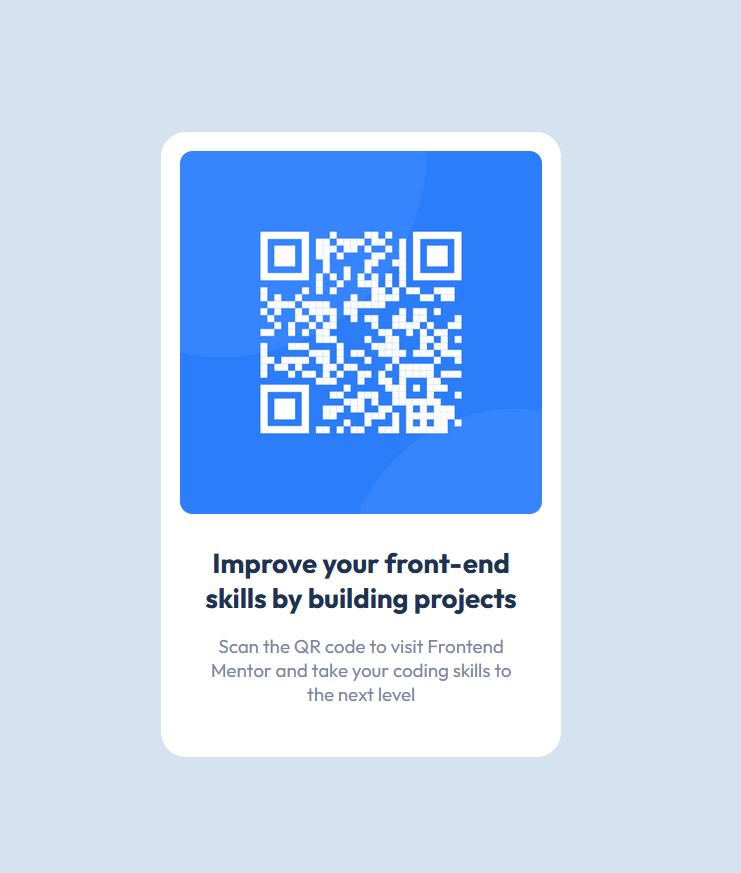 Improve your front-end
skills by building projects
Scan the QR code to visit Frontend
Mentor and take your coding skills to
the next level